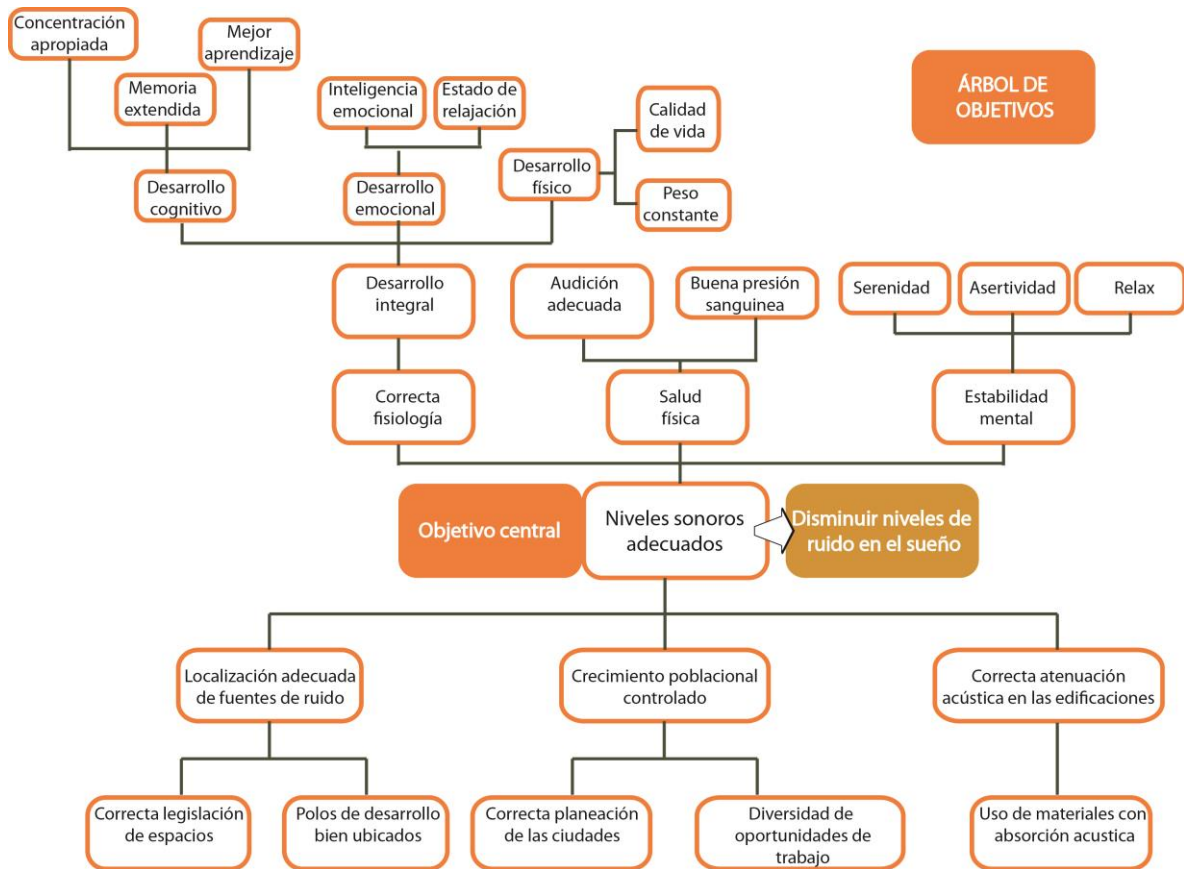 Concentración
apropiada
Mejor
aprendizaje
Memoria
extendida
Inteligencia
emocional
Estado de
relajación
Calidad
de vida
ÁRBOL DE
OBJETIVOS
Desarrollo
cognitivo
Desarrollo
emocional
Desarrollo
físico
Peso
constante
Desarrollo
integral
Audición
adecuada
Buena presión
sanguinea
Serenidad
Asertividad
Relax
Correcta
fisiología
Salud
física
Estabilidad
mental
Objetivo central
Niveles sonoros
adecuados
Disminuir niveles de
ruido en el sueño
Localización adecuada
de fuentes de ruido
Crecimiento poblacional
controlado
Correcta atenuación
acústica en las edificaciones
Correcta legislación
de espacios
Polos de desarrollo
bien ubicados
Correcta planeación
de las ciudades
Diversidad de
oportunidades de
trabajo
Uso de materiales con
absorción acustica